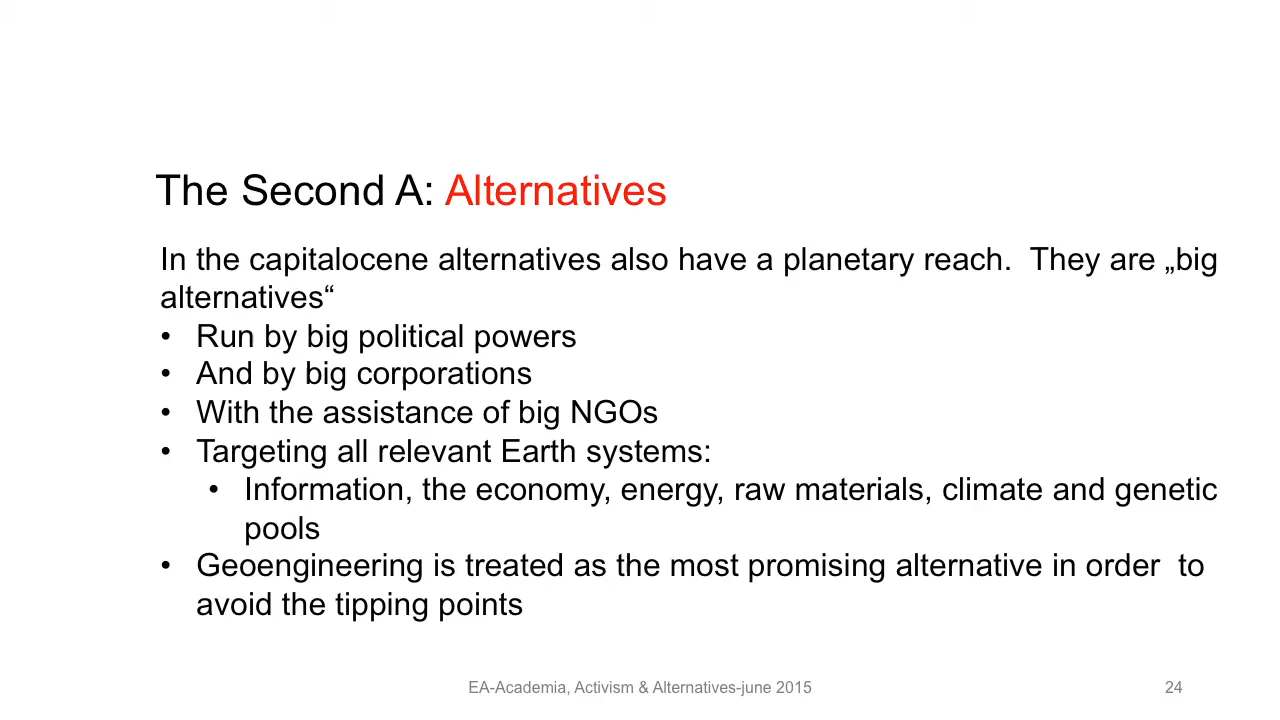 The Second A: Alternatives
In the capitalocene alternatives also have a planetary reach.  They are „big
alternatives“
• Run by big political powers
• And by big corporations
• With the assistance of big NGOs
• Targeting all relevant Earth systems:
• Information, the economy, energy, raw materials, climate and genetic
pools
• Geoengineering is treated as the most promising alternative in order  to
avoid the tipping points
EA-Academia, Activism & Alternatives-june 2015
24